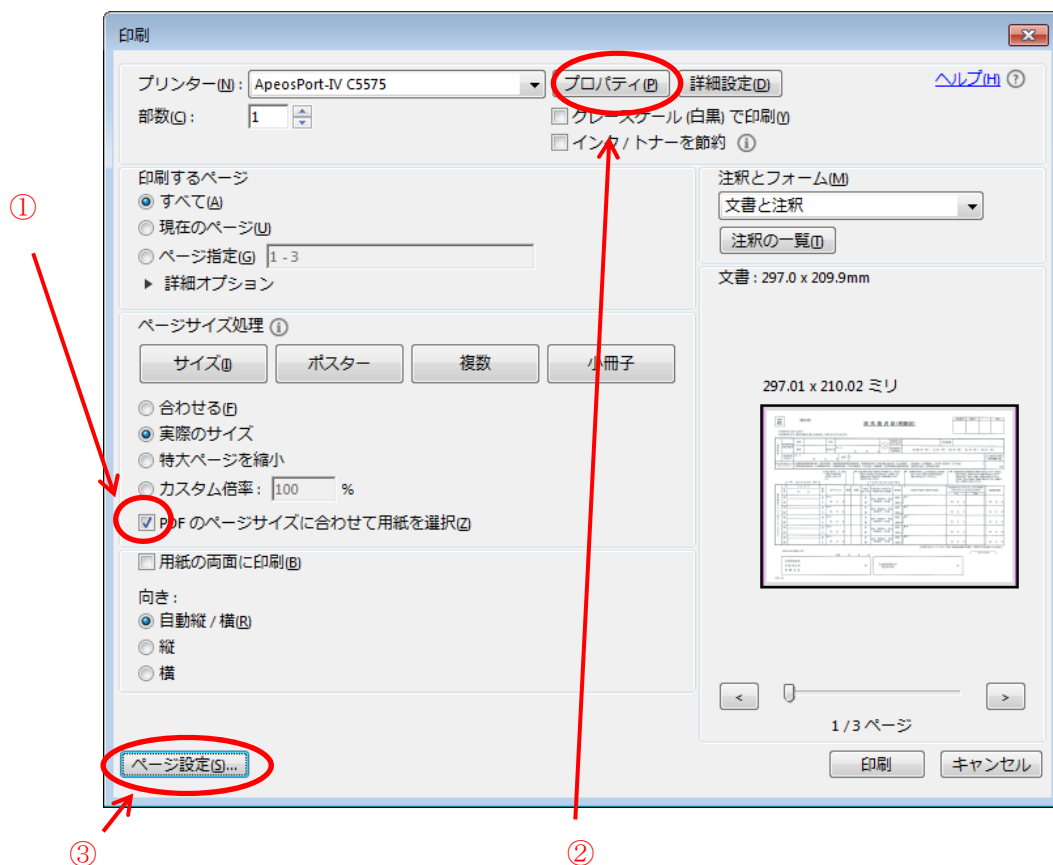 印刷
プリンター(N): ApeosPort-IV C5575 プロパティ(P) 詳細設定(D) ヘルプ(H)
部数(C): 1 グレースケール (白黒) で印刷(Y)
インク / トナーを節約
印刷するページ
すべて(A)
現在のページ(U)
ページ指定(G) 1 - 3
詳細オプション
注釈とフォーム(M)
文書と注釈
注釈の一覧(T)
①
ページサイズ処理
サイズ(I) ポスター 複数 小冊子
合わせる(F)
実際のサイズ
特大ページを縮小
カスタム倍率: 100 %
PDF のページサイズに合わせて用紙を選択(Z)
用紙の両面に印刷(B)
向き:
自動縦 / 横(R)
縦
横
文書: 297.0 x 209.9mm
297.01 x 210.02 ミリ
< >
1 / 3 ページ
ページ設定(S)... 印刷 キャンセル
③ ②